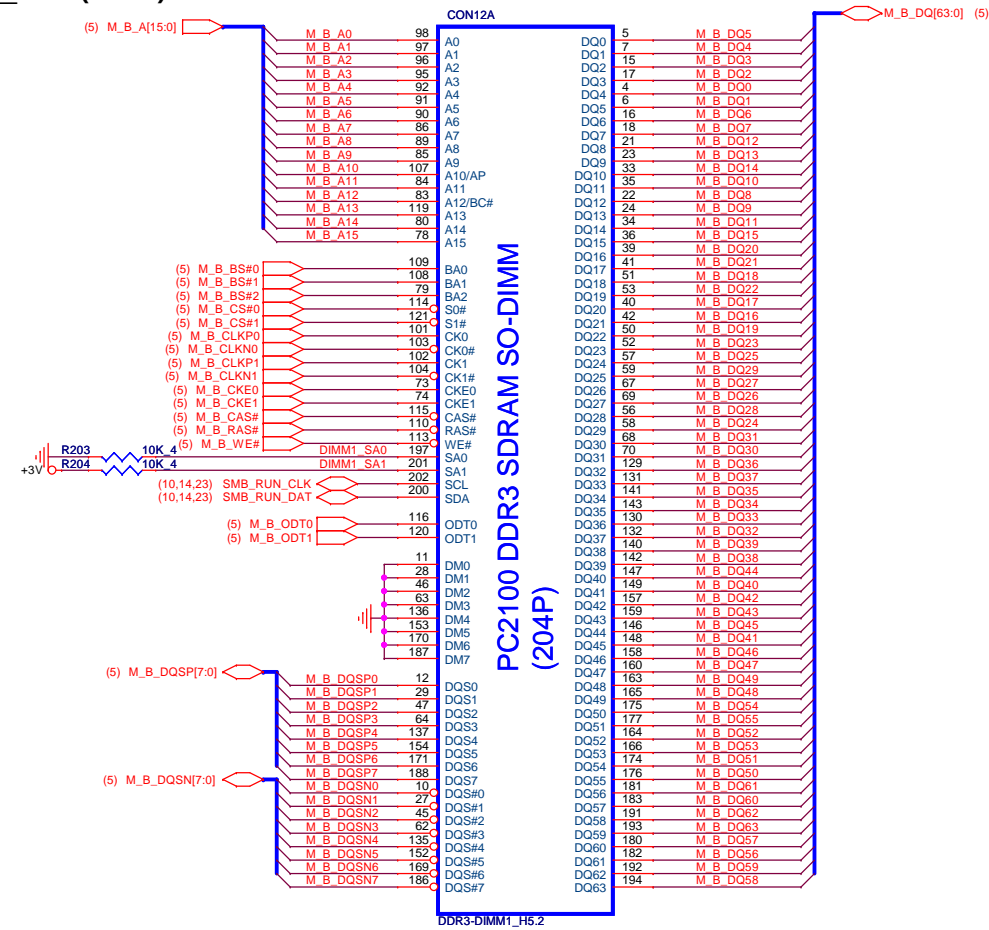 CON12A
(5) M_B_A[15:0]
M_B_A0 98 A0
M_B_A1 97 A1
M_B_A2 96 A2
M_B_A3 95 A3
M_B_A4 92 A4
M_B_A5 91 A5
M_B_A6 90 A6
M_B_A7 86 A7
M_B_A8 89 A8
M_B_A9 85 A9
M_B_A10 107 A10/AP
M_B_A11 84 A11
M_B_A12 83 A12/BC#
M_B_A13 119 A13
M_B_A14 80 A14
M_B_A15 78 A15
(5) M_B_BS#0 109 BA0
(5) M_B_BS#1 108 BA1
(5) M_B_BS#2 79 BA2
(5) M_B_CS#0 114 S0#
(5) M_B_CS#1 121 S1#
(5) M_B_CLKP0 101 CK0
(5) M_B_CLKN0 103 CK0#
(5) M_B_CLKP1 102 CK1
(5) M_B_CLKN1 104 CK1#
(5) M_B_CKE0 73 CKE0
(5) M_B_CKE1 74 CKE1
(5) M_B_CAS# 115 CAS#
(5) M_B_RAS# 110 RAS#
(5) M_B_WE# 113 WE#
R203 10K_4 DIMM1_SA0 197 SA0
+3V R204 10K_4 DIMM1_SA1 201 SA1
(10,14,23) SMB_RUN_CLK 202 SCL
(10,14,23) SMB_RUN_DAT 200 SDA
(5) M_B_ODT0 116 ODT0
(5) M_B_ODT1 120 ODT1
11 DM0
28 DM1
46 DM2
63 DM3
136 DM4
153 DM5
170 DM6
187 DM7
(5) M_B_DQSP[7:0]
M_B_DQSP0 12 DQS0
M_B_DQSP1 29 DQS1
M_B_DQSP2 47 DQS2
M_B_DQSP3 64 DQS3
M_B_DQSP4 137 DQS4
M_B_DQSP5 154 DQS5
M_B_DQSP6 171 DQS6
M_B_DQSP7 188 DQS7
(5) M_B_DQSN[7:0]
M_B_DQSN0 10 DQS#0
M_B_DQSN1 27 DQS#1
M_B_DQSN2 45 DQS#2
M_B_DQSN3 62 DQS#3
M_B_DQSN4 135 DQS#4
M_B_DQSN5 152 DQS#5
M_B_DQSN6 169 DQS#6
M_B_DQSN7 186 DQS#7
PC2100 DDR3 SDRAM SO-DIMM
(204P)
M_B_DQ[63:0] (5)
DQ0 5 M_B_DQ5
DQ1 7 M_B_DQ4
DQ2 15 M_B_DQ3
DQ3 17 M_B_DQ2
DQ4 4 M_B_DQ0
DQ5 6 M_B_DQ1
DQ6 16 M_B_DQ6
DQ7 18 M_B_DQ7
DQ8 21 M_B_DQ12
DQ9 23 M_B_DQ13
DQ10 33 M_B_DQ14
DQ11 35 M_B_DQ10
DQ12 22 M_B_DQ8
DQ13 24 M_B_DQ9
DQ14 34 M_B_DQ11
DQ15 36 M_B_DQ15
DQ16 39 M_B_DQ20
DQ17 41 M_B_DQ21
DQ18 51 M_B_DQ18
DQ19 53 M_B_DQ22
DQ20 40 M_B_DQ17
DQ21 42 M_B_DQ16
DQ22 50 M_B_DQ19
DQ23 52 M_B_DQ23
DQ24 57 M_B_DQ25
DQ25 59 M_B_DQ29
DQ26 67 M_B_DQ27
DQ27 69 M_B_DQ26
DQ28 56 M_B_DQ28
DQ29 58 M_B_DQ24
DQ30 68 M_B_DQ31
DQ31 70 M_B_DQ30
DQ32 129 M_B_DQ36
DQ33 131 M_B_DQ37
DQ34 141 M_B_DQ35
DQ35 143 M_B_DQ34
DQ36 130 M_B_DQ33
DQ37 132 M_B_DQ32
DQ38 140 M_B_DQ39
DQ39 142 M_B_DQ38
DQ40 147 M_B_DQ44
DQ41 149 M_B_DQ40
DQ42 157 M_B_DQ42
DQ43 159 M_B_DQ43
DQ44 146 M_B_DQ45
DQ45 148 M_B_DQ41
DQ46 158 M_B_DQ46
DQ47 160 M_B_DQ47
DQ48 163 M_B_DQ49
DQ49 165 M_B_DQ48
DQ50 175 M_B_DQ54
DQ51 177 M_B_DQ55
DQ52 164 M_B_DQ52
DQ53 166 M_B_DQ53
DQ54 174 M_B_DQ51
DQ55 176 M_B_DQ50
DQ56 181 M_B_DQ61
DQ57 183 M_B_DQ60
DQ58 191 M_B_DQ62
DQ59 193 M_B_DQ63
DQ60 180 M_B_DQ57
DQ61 182 M_B_DQ56
DQ62 192 M_B_DQ59
DQ63 194 M_B_DQ58
DDR3-DIMM1_H5.2